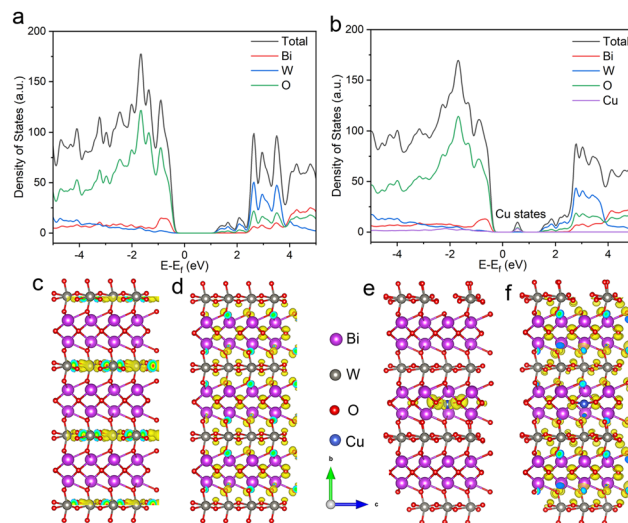 a
200
150
100
50
0
Density of States (a.u.)
-4
-2
0
2
4
E-Ef (eV)
Total
Bi
W
O
b
200
150
100
50
0
Density of States (a.u.)
-4
-2
0
2
4
E-Ef (eV)
Total
Bi
W
O
Cu
Cu states
c
d
e
f
Bi
W
O
Cu
b
c